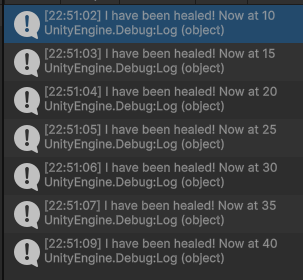 [22:51:02] I have been healed! Now at 10
UnityEngine.Debug:Log (object)
[22:51:03] I have been healed! Now at 15
UnityEngine.Debug:Log (object)
[22:51:04] I have been healed! Now at 20
UnityEngine.Debug:Log (object)
[22:51:05] I have been healed! Now at 25
UnityEngine.Debug:Log (object)
[22:51:06] I have been healed! Now at 30
UnityEngine.Debug:Log (object)
[22:51:07] I have been healed! Now at 35
UnityEngine.Debug:Log (object)
[22:51:09] I have been healed! Now at 40
UnityEngine.Debug:Log (object)